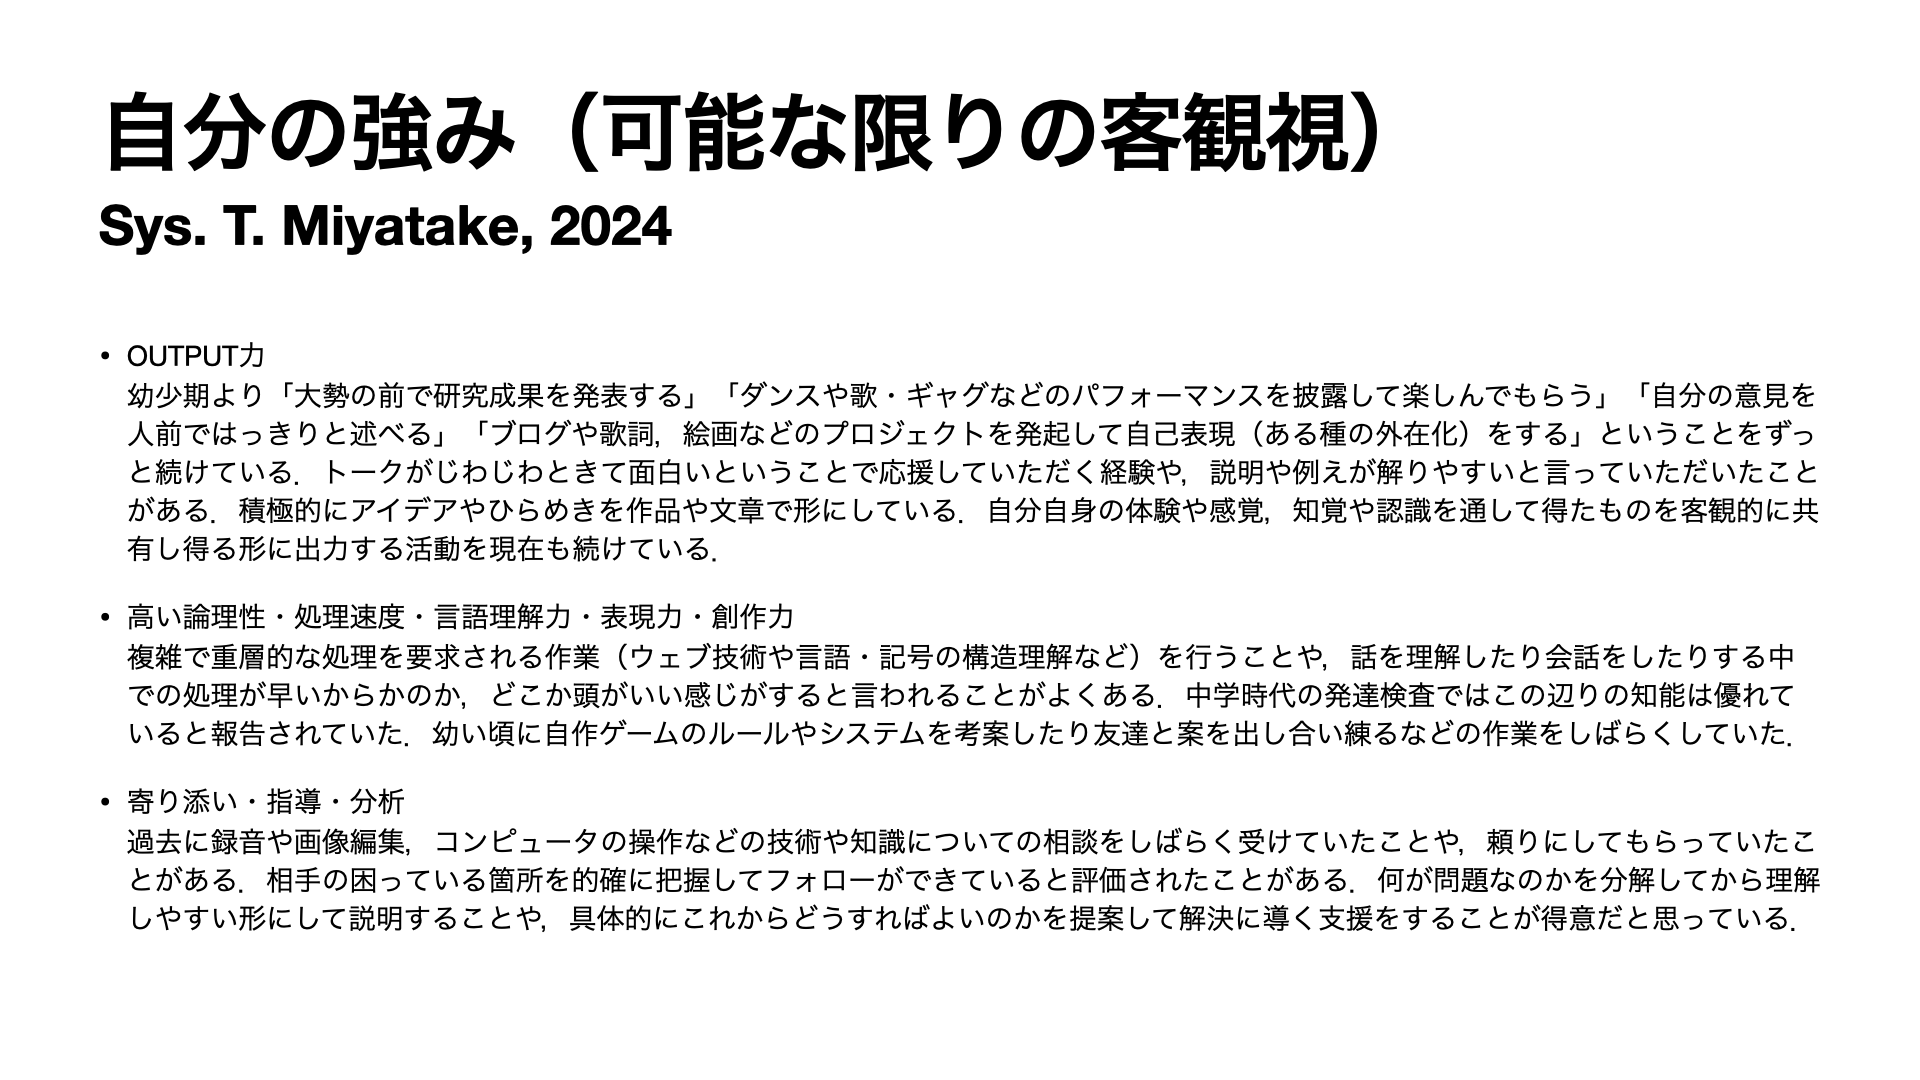 自分の強み（可能な限りの客観視）
Sys. T. Miyatake, 2024
• OUTPUT力
幼少期より「大勢の前で研究成果を発表する」「ダンスや歌・ギャグなどのパフォーマンスを披露して楽しんでもらう」「自分の意見を
人前ではっきりと述べる」「ブログや歌詞，絵画などのプロジェクトを発起して自己表現（ある種の外在化）をする」ということをずっ
と続けている．トークがじわじわときて面白いということで応援していただく経験や，説明や例えが解りやすいと言っていただいたこと
がある．積極的にアイデアやひらめきを作品や文章で形にしている．自分自身の体験や感覚，知覚や認識を通して得たものを客観的に共
有し得る形に出力する活動を現在も続けている．
• 高い論理性・処理速度・言語理解力・表現力・創作力
複雑で重層的な処理を要求される作業（ウェブ技術や言語・記号の構造理解など）を行うことや，話を理解したり会話をしたりする中
での処理が早いからかのか，どこか頭がいい感じがすると言われることがよくある．中学時代の発達検査ではこの辺りの知能は優れて
いると報告されていた．幼い頃に自作ゲームのルールやシステムを考案したり友達と案を出し合い練るなどの作業をしばらくしていた．
• 寄り添い・指導・分析
過去に録音や画像編集，コンピュータの操作などの技術や知識についての相談をしばらく受けていたことや，頼りにしてもらっていたこ
とがある．相手の困っている箇所を的確に把握してフォローができていると評価されたことがある．何が問題なのかを分解してから理解
しやすい形にして説明することや，具体的にこれからどうすればよいのかを提案して解決に導く支援をすることが得意だと思っている．